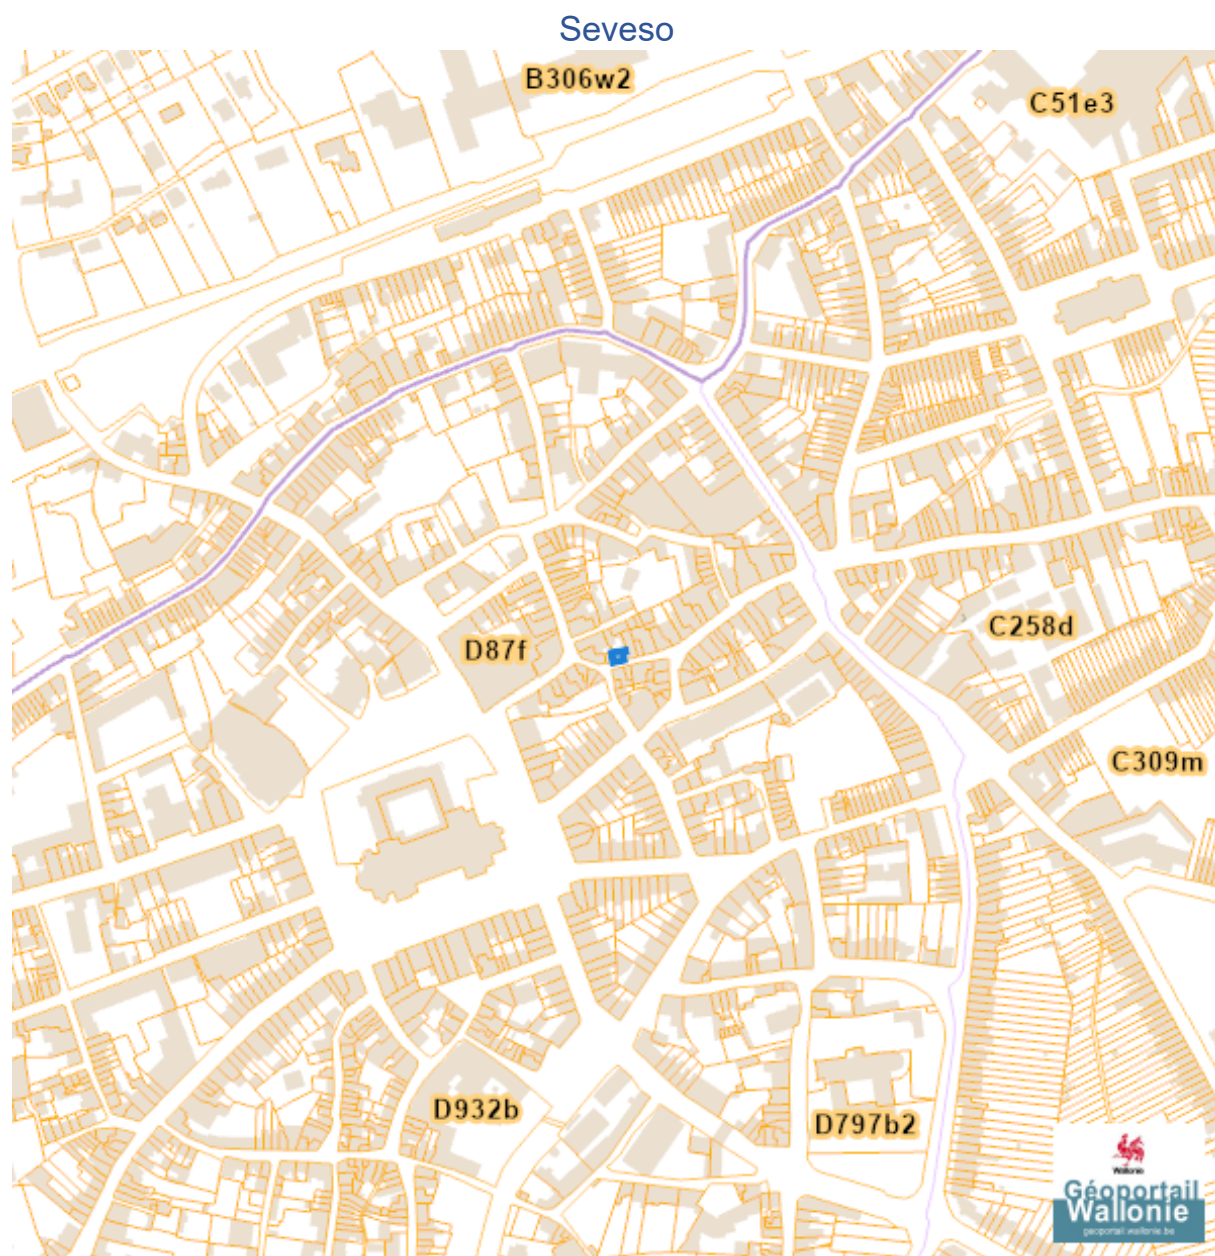 Seveso
B306w2
C51e3
C258d
D87f
C309m
D932b
D797b2
Wallonie
Géoportail
Wallonie
geoportail.wallonie.be